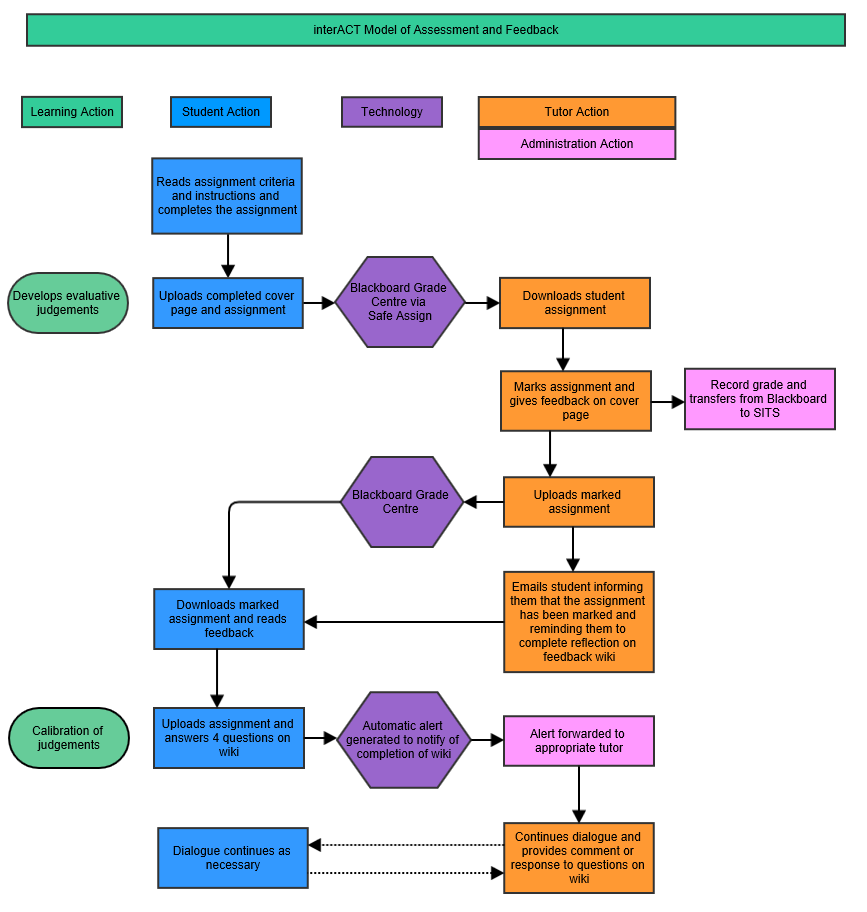 interACT Model of Assessment and Feedback
Learning Action
Student Action
Technology
Tutor Action
Administration Action
Reads assignment criteria
and instructions and
completes the assignment
Develops evaluative
judgements
Uploads completed cover
page and assignment
Blackboard Grade
Centre via
Safe Assign
Downloads student
assignment
Marks assignment and
gives feedback on cover
page
Record grade and
transfers from Blackboard
to SITS
Blackboard Grade
Centre
Uploads marked
assignment
Downloads marked
assignment and reads
feedback
Emails student informing
them that the assignment
has been marked and
reminding them to
complete reflection on
feedback wiki
Calibration of
judgements
Uploads assignment and
answers 4 questions on
wiki
Automatic alert
generated to notify of
completion of wiki
Alert forwarded to
appropriate tutor
Dialogue continues as
necessary
Continues dialogue and
provides comment or
response to questions on
wiki